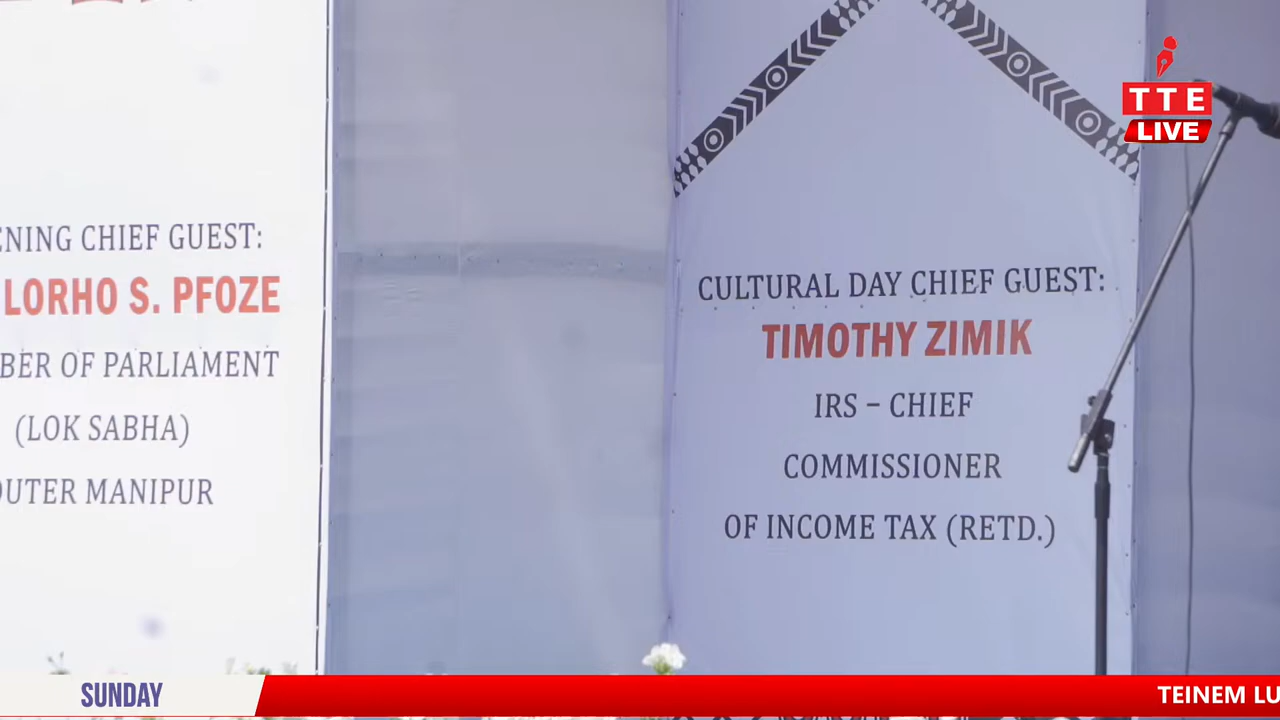 ENING CHIEF GUEST:
LORHO S. PFOZE
BER OF PARLIAMENT
(LOK SABHA)
OUTER MANIPUR
CULTURAL DAY CHIEF GUEST:
TIMOTHY ZIMIK
IRS – CHIEF
COMMISSIONER
OF INCOME TAX (RETD.)
TTE
LIVE
SUNDAY
TEINEM LU